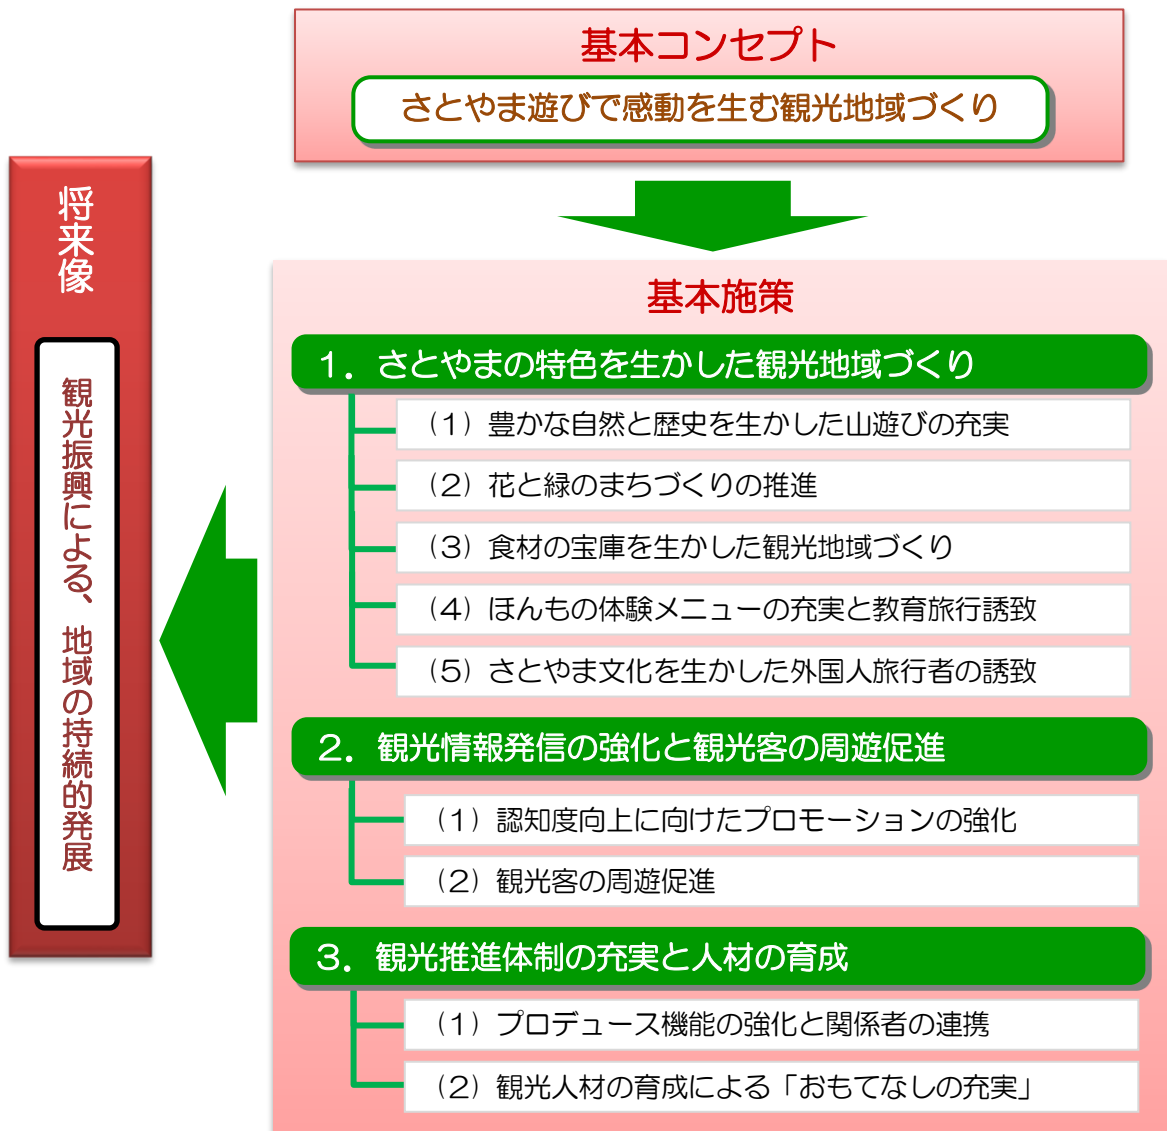 基本コンセプト
さとやま遊びで感動を生む観光地域づくり
将来像
観光振興による、地域の持続的発展
基本施策
１．さとやまの特色を生かした観光地域づくり
（１）豊かな自然と歴史を生かした山遊びの充実
（２）花と緑のまちづくりの推進
（３）食材の宝庫を生かした観光地域づくり
（４）ほんもの体験メニューの充実と教育旅行誘致
（５）さとやま文化を生かした外国人旅行者の誘致
２．観光情報発信の強化と観光客の周遊促進
（１）認知度向上に向けたプロモーションの強化
（２）観光客の周遊促進
３．観光推進体制の充実と人材の育成
（１）プロデュース機能の強化と関係者の連携
（２）観光人材の育成による「おもてなしの充実」